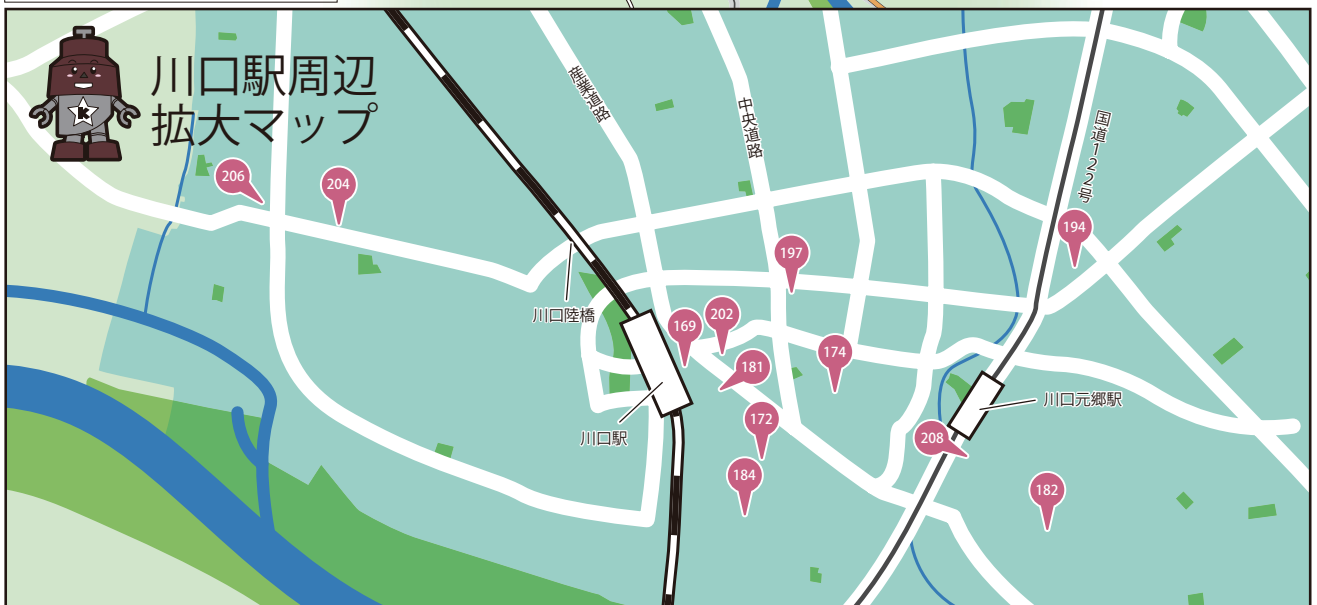 川口駅周辺
拡大マップ
k
産業道路
中央道路
国道122号
206
204
194
197
川口陸橋
202
169
174
181
川口元郷駅
172
川口駅
208
184
182